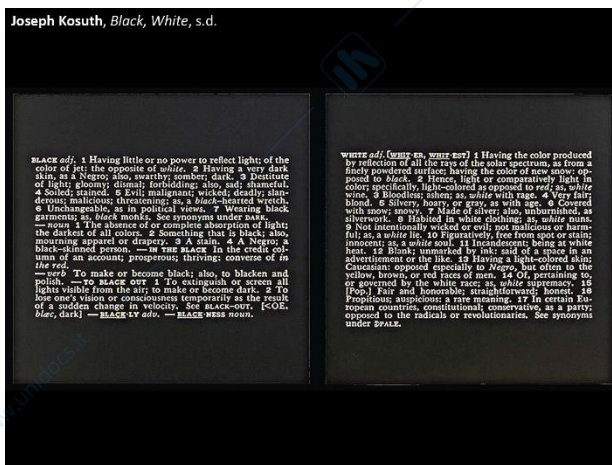 Joseph Kosuth, Black, White, s.d.
BLACK adj. 1 Having little or no power to reflect light; of the
color of jet: the opposite of white. 2 Having a very dark
skin, as a Negro; also, swarthy; somber; dark. 3 Destitute
of light; gloomy; dismal; forbidding; also, sad; shameful.
4 Soiled; stained. 5 Evil; malignant; wicked; deadly; slan-
derous; malicious; threatening; as, a black-hearted wretch.
6 Unchangeable, as in political views. 7 Wearing black
garments; as, black monks. See synonyms under DARK.
— noun 1 The absence of or complete absorption of light;
the darkest of all colors. 2 Something that is black; also,
mourning apparel or drapery. 3 A stain. 4 A Negro; a
black-skinned person. — IN THE BLACK In the credit col-
umn of an account; prosperous; thriving: converse of in
the red.
— verb To make or become black; also, to blacken and
polish. — TO BLACK OUT 1 To extinguish or screen all
lights visible from the air; to make or become dark. 2 To
lose one's vision or consciousness temporarily as the result
of a sudden change in velocity. See BLACK-OUT. [<OE.
blæc, dark] — BLACK·LY adv. — BLACK·NESS noun.
WHITE adj. [WHIT·ER, WHIT·EST] 1 Having the color produced
by reflection of all the rays of the solar spectrum, as from a
finely powdered surface; having the color of new snow: op-
posed to black. 2 Hence, light or comparatively light in
color; specifically, light-colored as opposed to red; as, white
wine. 3 Bloodless; ashen; as, white with rage. 4 Very fair;
blond. 5 Silvery, hoary, or gray, as with age. 6 Covered
with snow; snowy. 7 Made of silver; also, unburnished, as
silverwork. 8 Habited in white clothing; as, white nuns.
9 Not intentionally wicked or evil; not malicious or harm-
ful; as, a white lie. 10 Figuratively, free from spot or stain;
innocent; as, a white soul. 11 Incandescent; being at white
heat. 12 Blank; unmarked by ink: said of a space in an
advertisement or the like. 13 Having a light-colored skin;
Caucasian: opposed especially to Negro, but often to the
yellow, brown, or red races of men. 14 Of, pertaining to,
or governed by the white race; as, white supremacy. 15
[Pop.] Fair and honorable; straightforward; honest. 16
Propitious; auspicious: a rare meaning. 17 In certain Eu-
ropean countries, constitutional; conservative, as a party;
opposed to the radicals or revolutionaries. See synonyms
under PALE.